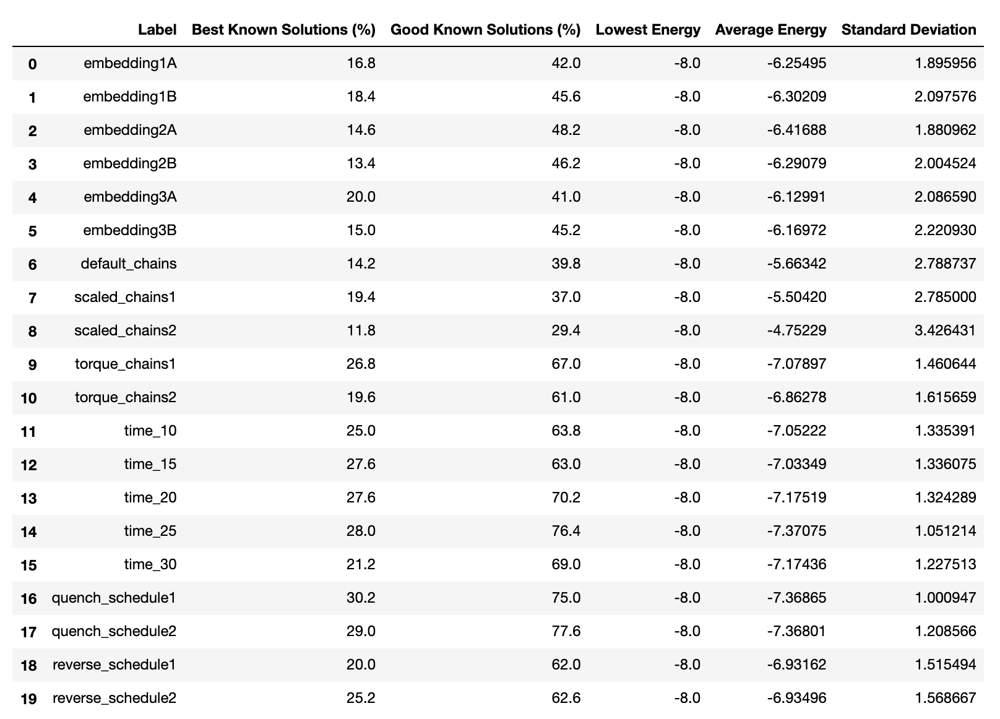 Label Best Known Solutions (%) Good Known Solutions (%) Lowest Energy Average Energy Standard Deviation
0 embedding1A 16.8 42.0 -8.0 -6.25495 1.895956
1 embedding1B 18.4 45.6 -8.0 -6.30209 2.097576
2 embedding2A 14.6 48.2 -8.0 -6.41688 1.880962
3 embedding2B 13.4 46.2 -8.0 -6.29079 2.004524
4 embedding3A 20.0 41.0 -8.0 -6.12991 2.086590
5 embedding3B 15.0 45.2 -8.0 -6.16972 2.220930
6 default_chains 14.2 39.8 -8.0 -5.66342 2.788737
7 scaled_chains1 19.4 37.0 -8.0 -5.50420 2.785000
8 scaled_chains2 11.8 29.4 -8.0 -4.75229 3.426431
9 torque_chains1 26.8 67.0 -8.0 -7.07897 1.460644
10 torque_chains2 19.6 61.0 -8.0 -6.86278 1.615659
11 time_10 25.0 63.8 -8.0 -7.05222 1.335391
12 time_15 27.6 63.0 -8.0 -7.03349 1.336075
13 time_20 27.6 70.2 -8.0 -7.17519 1.324289
14 time_25 28.0 76.4 -8.0 -7.37075 1.051214
15 time_30 21.2 69.0 -8.0 -7.17436 1.227513
16 quench_schedule1 30.2 75.0 -8.0 -7.36865 1.000947
17 quench_schedule2 29.0 77.6 -8.0 -7.36801 1.208566
18 reverse_schedule1 20.0 62.0 -8.0 -6.93162 1.515494
19 reverse_schedule2 25.2 62.6 -8.0 -6.93496 1.568667